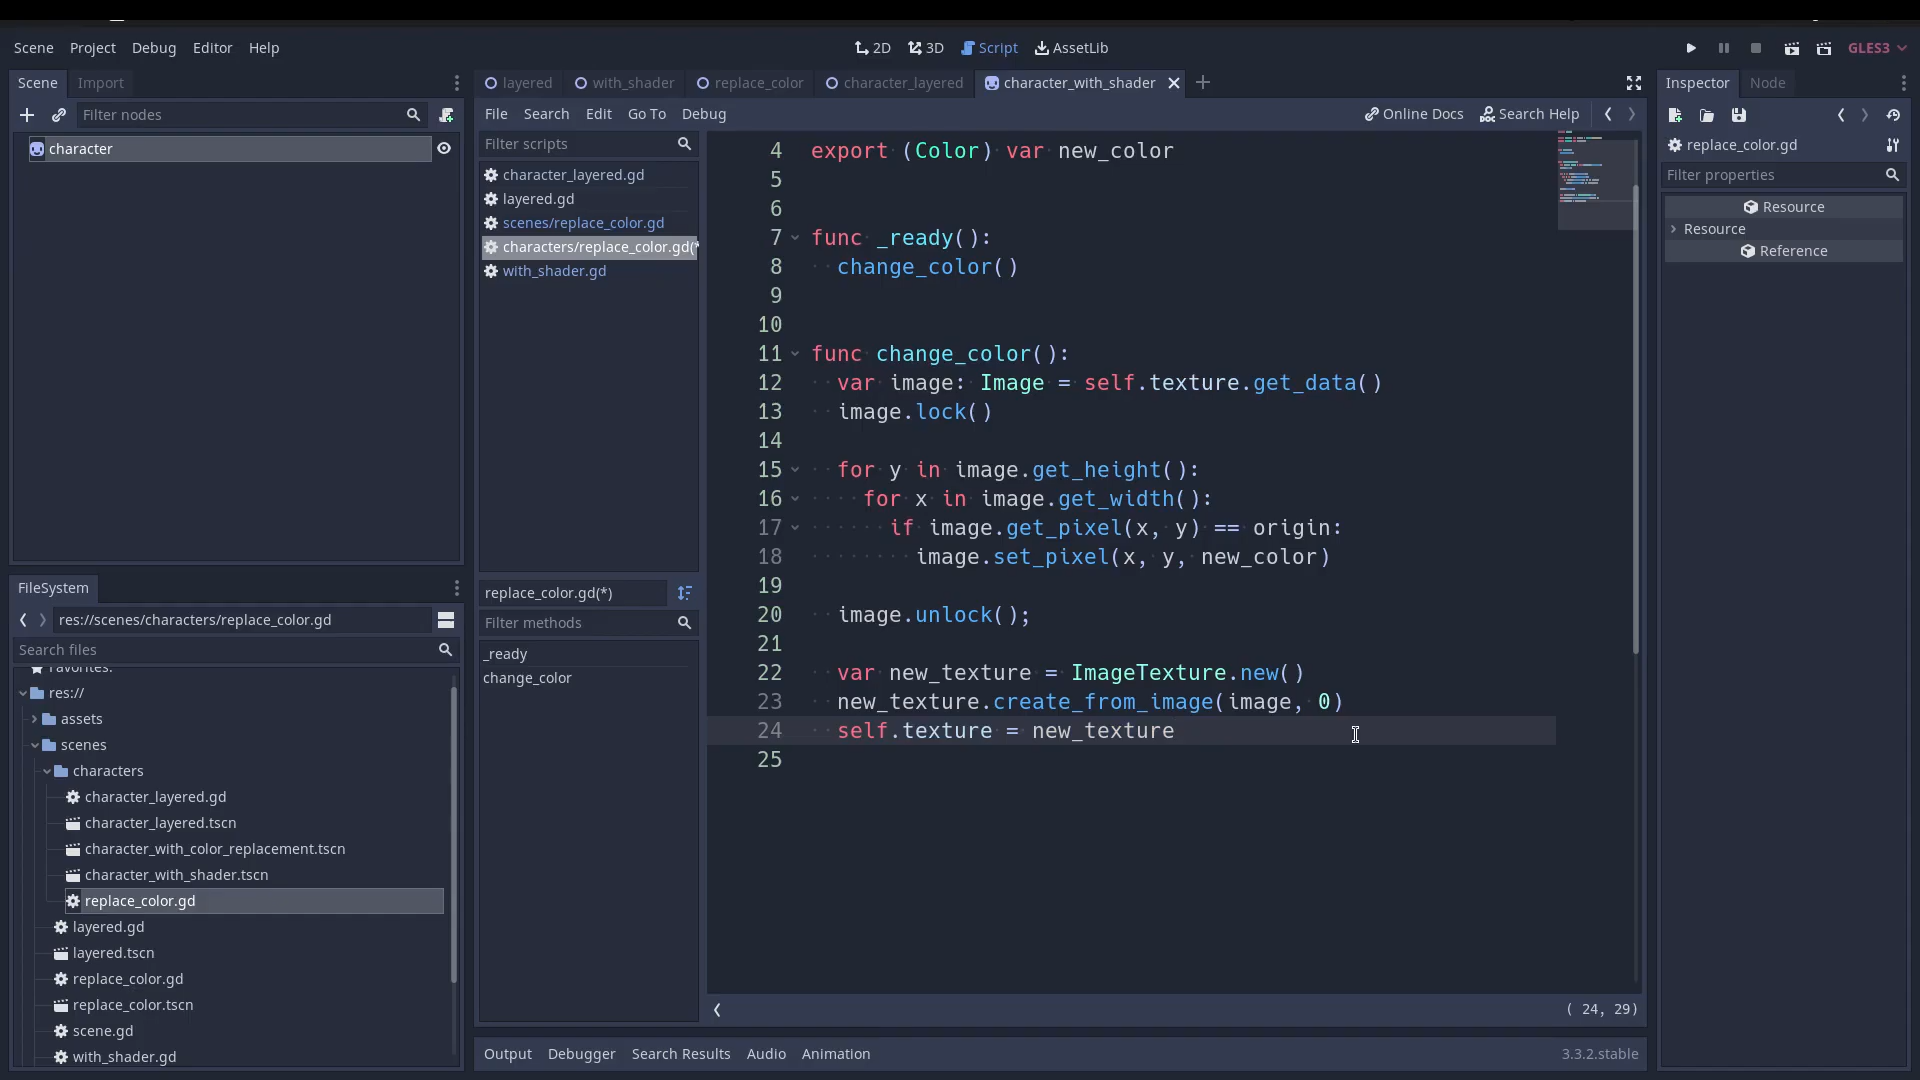 Scene Project Debug Editor Help
2D 3D Script AssetLib
GLES3
Scene Import
Filter nodes
character
FileSystem
res://scenes/characters/replace_color.gd
Search files
Favorites:
res://
assets
scenes
characters
character_layered.gd
character_layered.tscn
character_with_color_replacement.tscn
character_with_shader.tscn
replace_color.gd
layered.gd
layered.tscn
replace_color.gd
replace_color.tscn
scene.gd
with_shader.gd
layered with_shader replace_color character_layered character_with_shader
File Search Edit Go To Debug
Online Docs Search Help
Filter scripts
character_layered.gd
layered.gd
scenes/replace_color.gd
characters/replace_color.gd(*
with_shader.gd
replace_color.gd(*)
Filter methods
_ready
change_color
4 export (Color) var new_color
5
6
7 func _ready():
8 change_color()
9
10
11 func change_color():
12 var image: Image = self.texture.get_data()
13 image.lock()
14
15 for y in image.get_height():
16 for x in image.get_width():
17 if image.get_pixel(x, y) == origin:
18 image.set_pixel(x, y, new_color)
19
20 image.unlock();
21
22 var new_texture = ImageTexture.new()
23 new_texture.create_from_image(image, 0)
24 self.texture = new_texture
25
( 24, 29)
Output Debugger Search Results Audio Animation
3.3.2.stable
Inspector Node
replace_color.gd
Filter properties
Resource
Resource
Reference